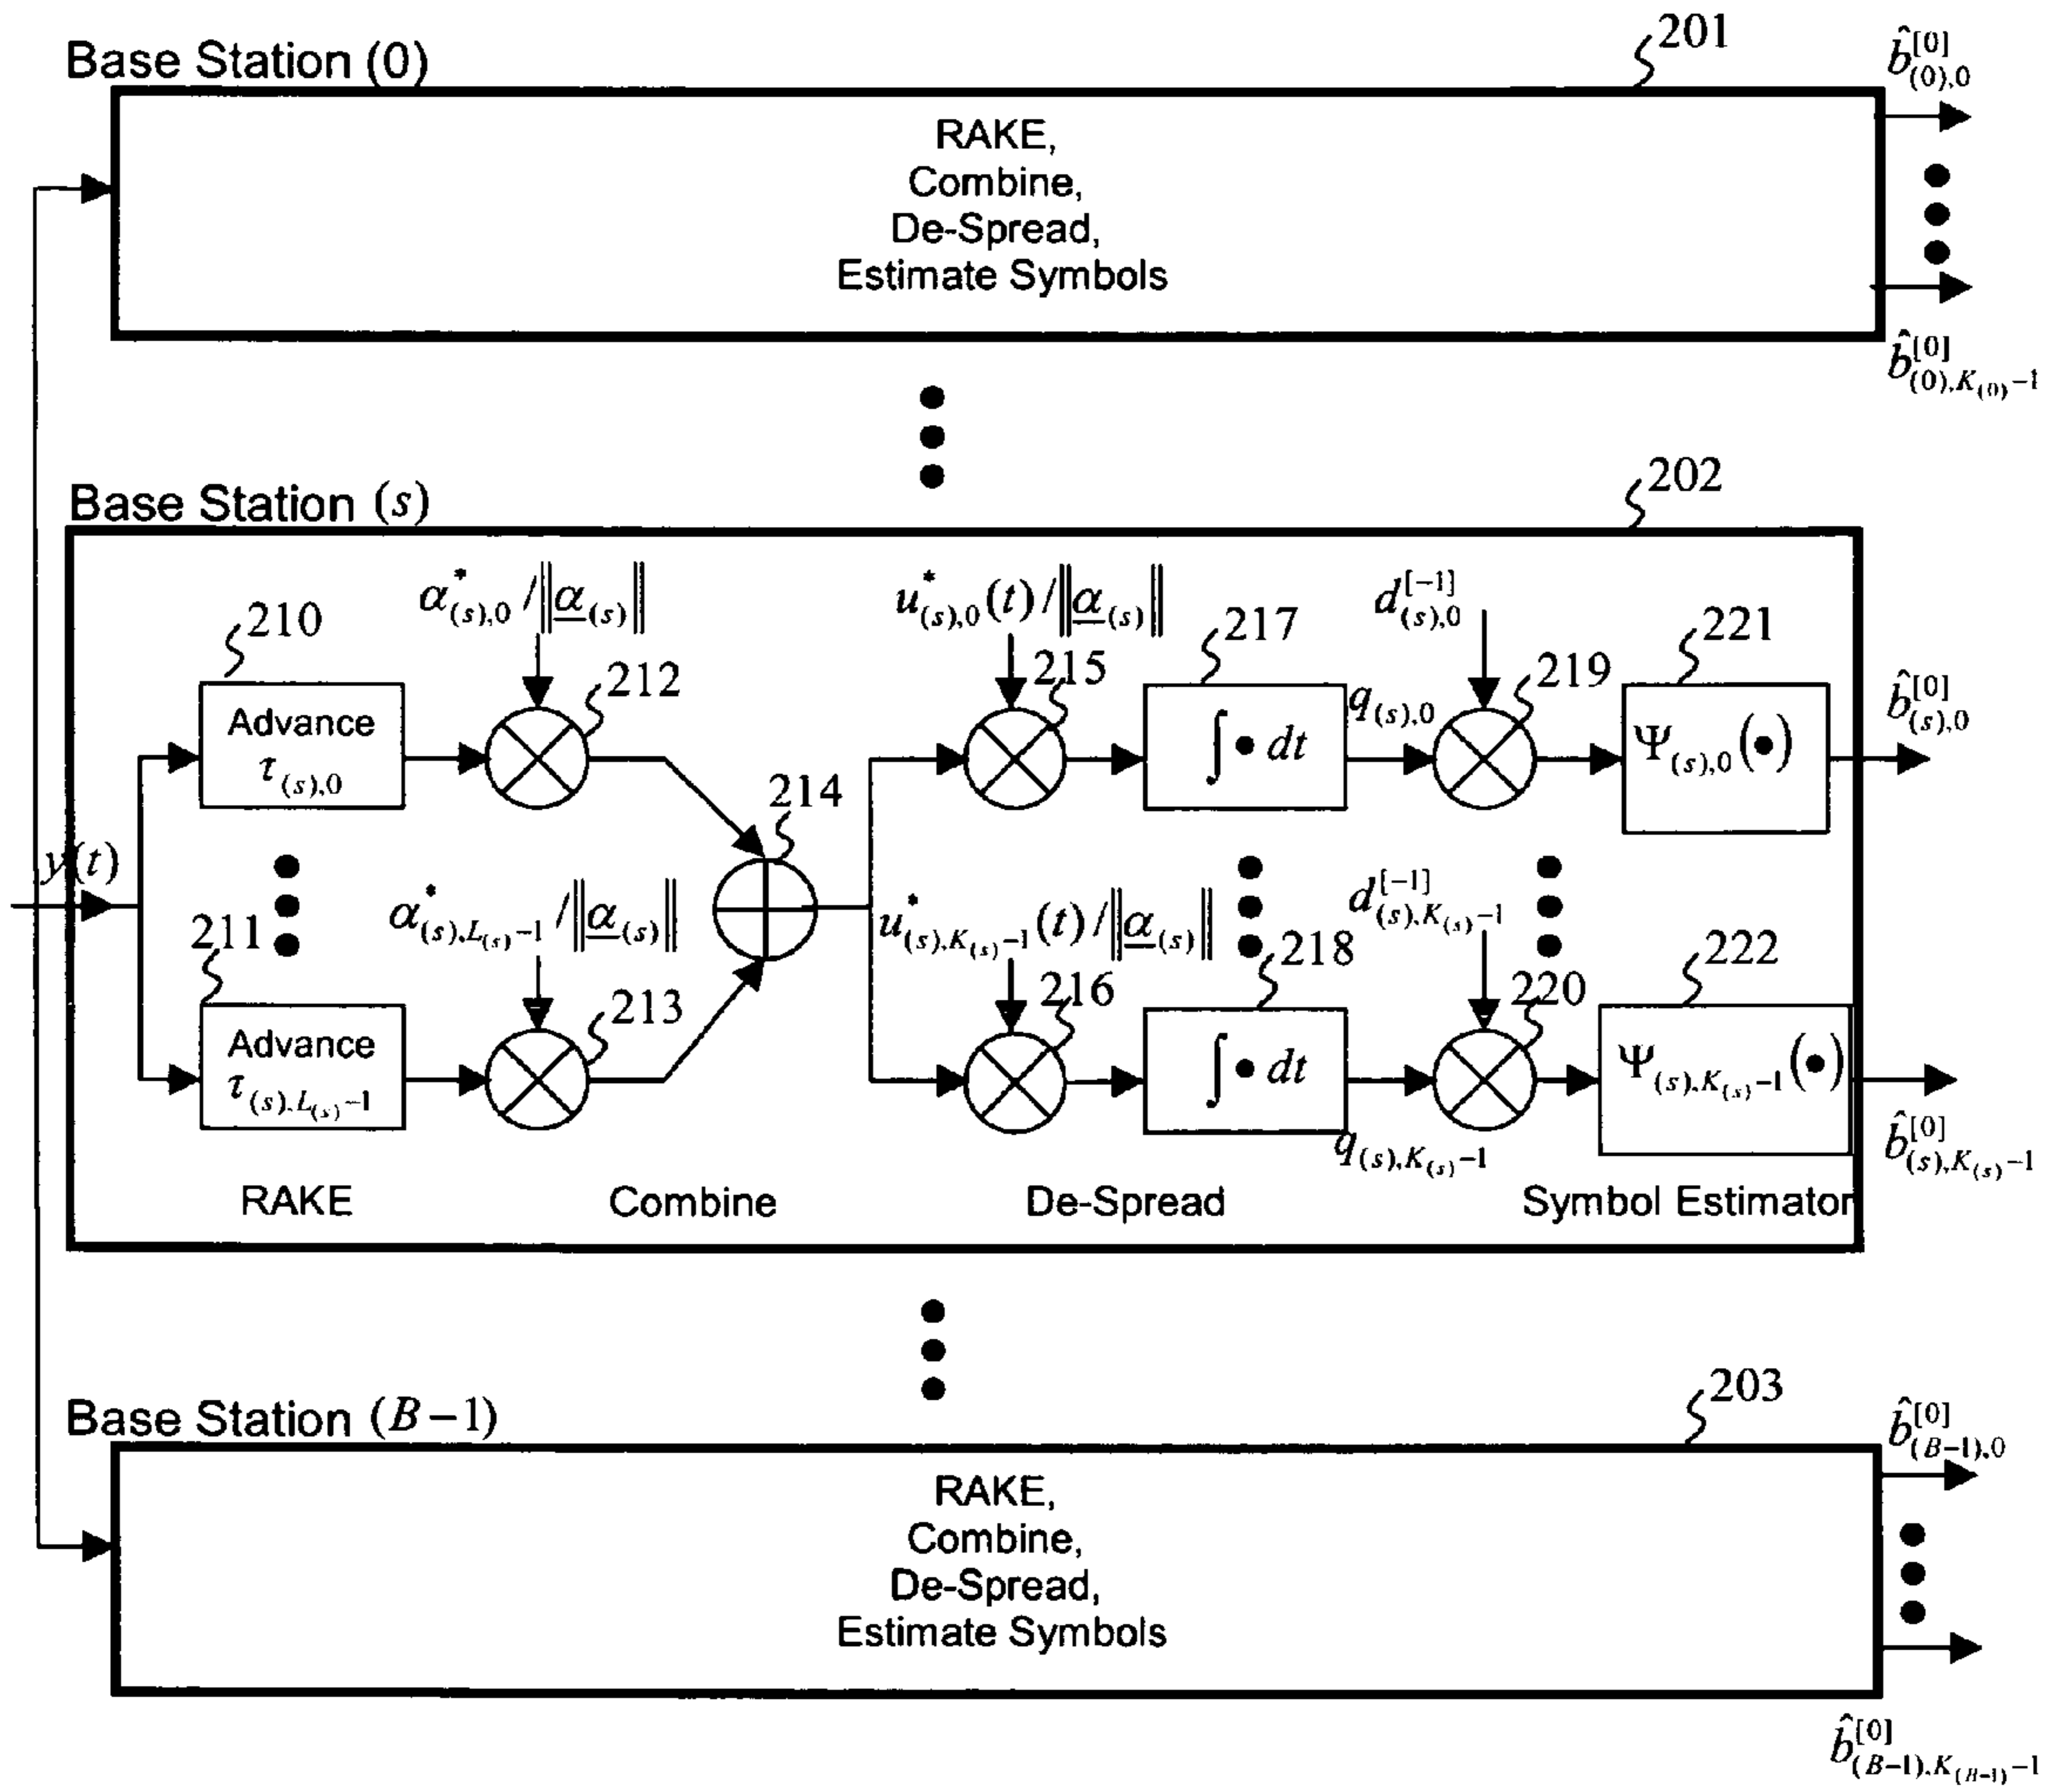 Base Station (0)
201
b̂^{[0]}_{(0),0}
RAKE,
Combine,
De-Spread,
Estimate Symbols
b̂^{[0]}_{(0),K_{(0)}−1}
Base Station (s)
202
α*_{(s),0} / ‖α_{(s)}‖
u*_{(s),0}(t) / ‖α_{(s)}‖
d^{[−1]}_{(s),0}
210
217
221
212
215
219
b̂^{[0]}_{(s),0}
Advance
τ_{(s),0}
∫ • dt
q_{(s),0}
Ψ_{(s),0}(•)
214
y(t)
α*_{(s),L_{(s)}−1} / ‖α_{(s)}‖
u*_{(s),K_{(s)}−1}(t) / ‖α_{(s)}‖
d^{[−1]}_{(s),K_{(s)}−1}
211
218
222
213
216
220
Advance
τ_{(s),L_{(s)}−1}
∫ • dt
q_{(s),K_{(s)}−1}
Ψ_{(s),K_{(s)}−1}(•)
b̂^{[0]}_{(s),K_{(s)}−1}
RAKE
Combine
De-Spread
Symbol Estimator
Base Station (B−1)
203
b̂^{[0]}_{(B−1),0}
RAKE,
Combine,
De-Spread,
Estimate Symbols
b̂^{[0]}_{(B−1),K_{(B−1)}−1}